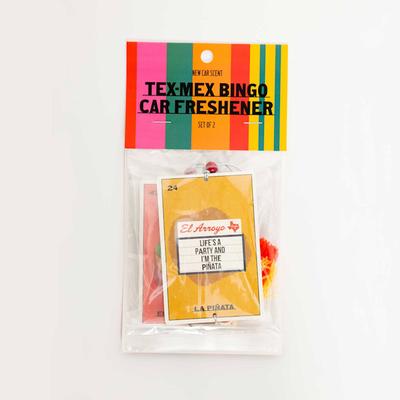 NEW CAR SCENT
TEX-MEX BINGO
CAR FRESHENER
SET OF 2
24
El Arroyo
LIFE'S A
PARTY AND
I'M THE
PIÑATA
LA PIÑATA